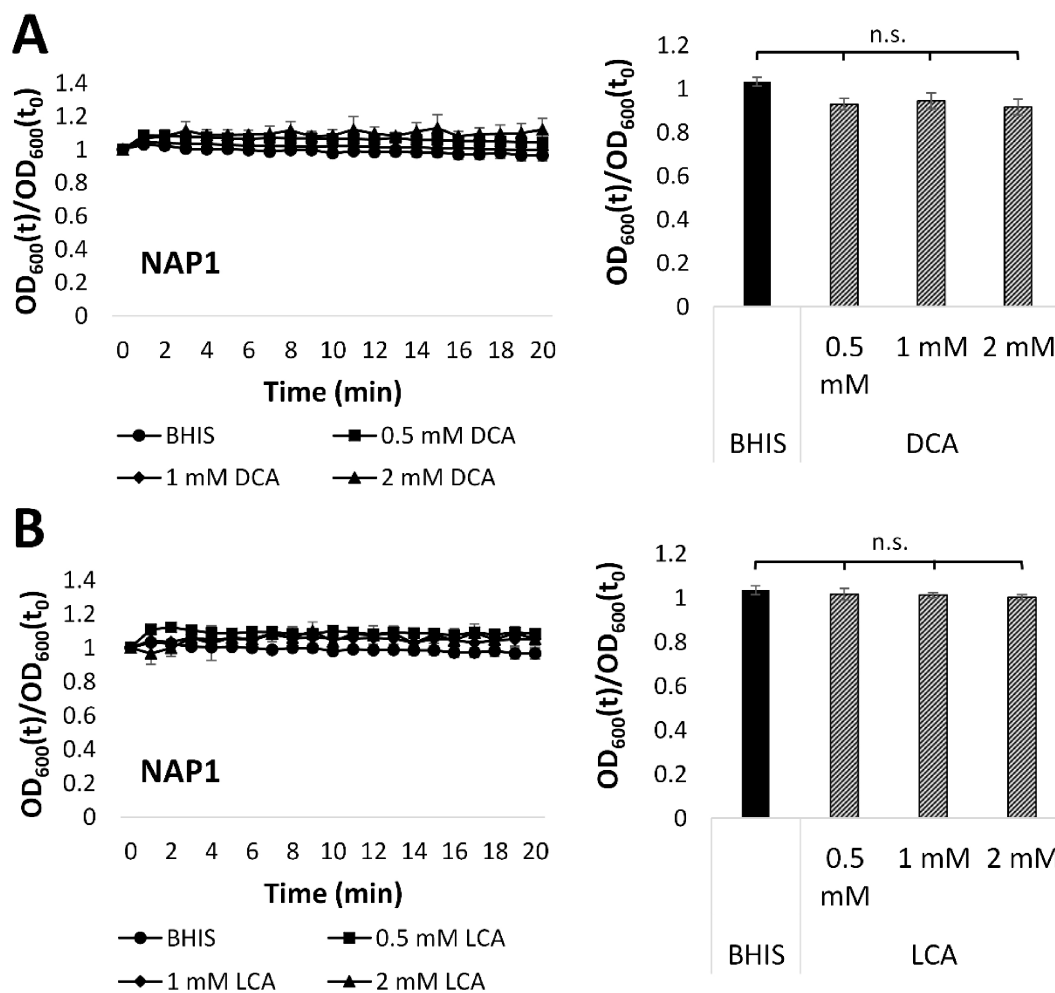 A
OD600(t)/OD600(t0)
1.4
1.2
1
0.8
0.6
0.4
0.2
0
NAP1
0 2 4 6 8 10 12 14 16 18 20
Time (min)
BHIS 0.5 mM DCA
1 mM DCA 2 mM DCA
OD600(t)/OD600(t0)
1.2
1
0.8
0.6
0.4
0.2
0
n.s.
0.5 1 mM 2 mM
mM
BHIS DCA
B
OD600(t)/OD600(t0)
1.4
1.2
1
0.8
0.6
0.4
0.2
0
NAP1
0 2 4 6 8 10 12 14 16 18 20
Time (min)
BHIS 0.5 mM LCA
1 mM LCA 2 mM LCA
OD600(t)/OD600(t0)
1.2
1
0.8
0.6
0.4
0.2
0
n.s.
0.5 1 mM 2 mM
mM
BHIS LCA